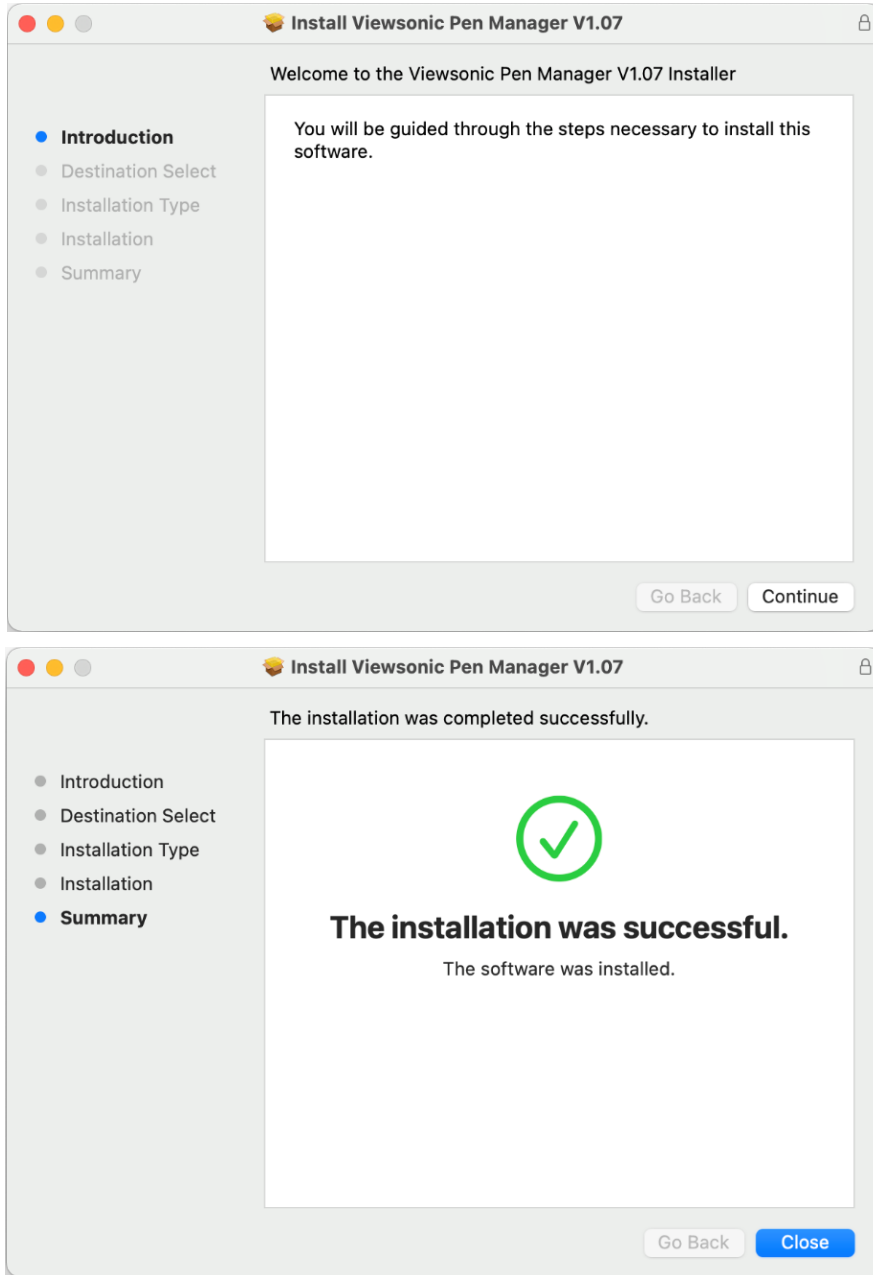 Install Viewsonic Pen Manager V1.07
Welcome to the Viewsonic Pen Manager V1.07 Installer
Introduction
Destination Select
Installation Type
Installation
Summary
You will be guided through the steps necessary to install this
software.
Go Back
Continue
Install Viewsonic Pen Manager V1.07
The installation was completed successfully.
Introduction
Destination Select
Installation Type
Installation
Summary
The installation was successful.
The software was installed.
Go Back
Close